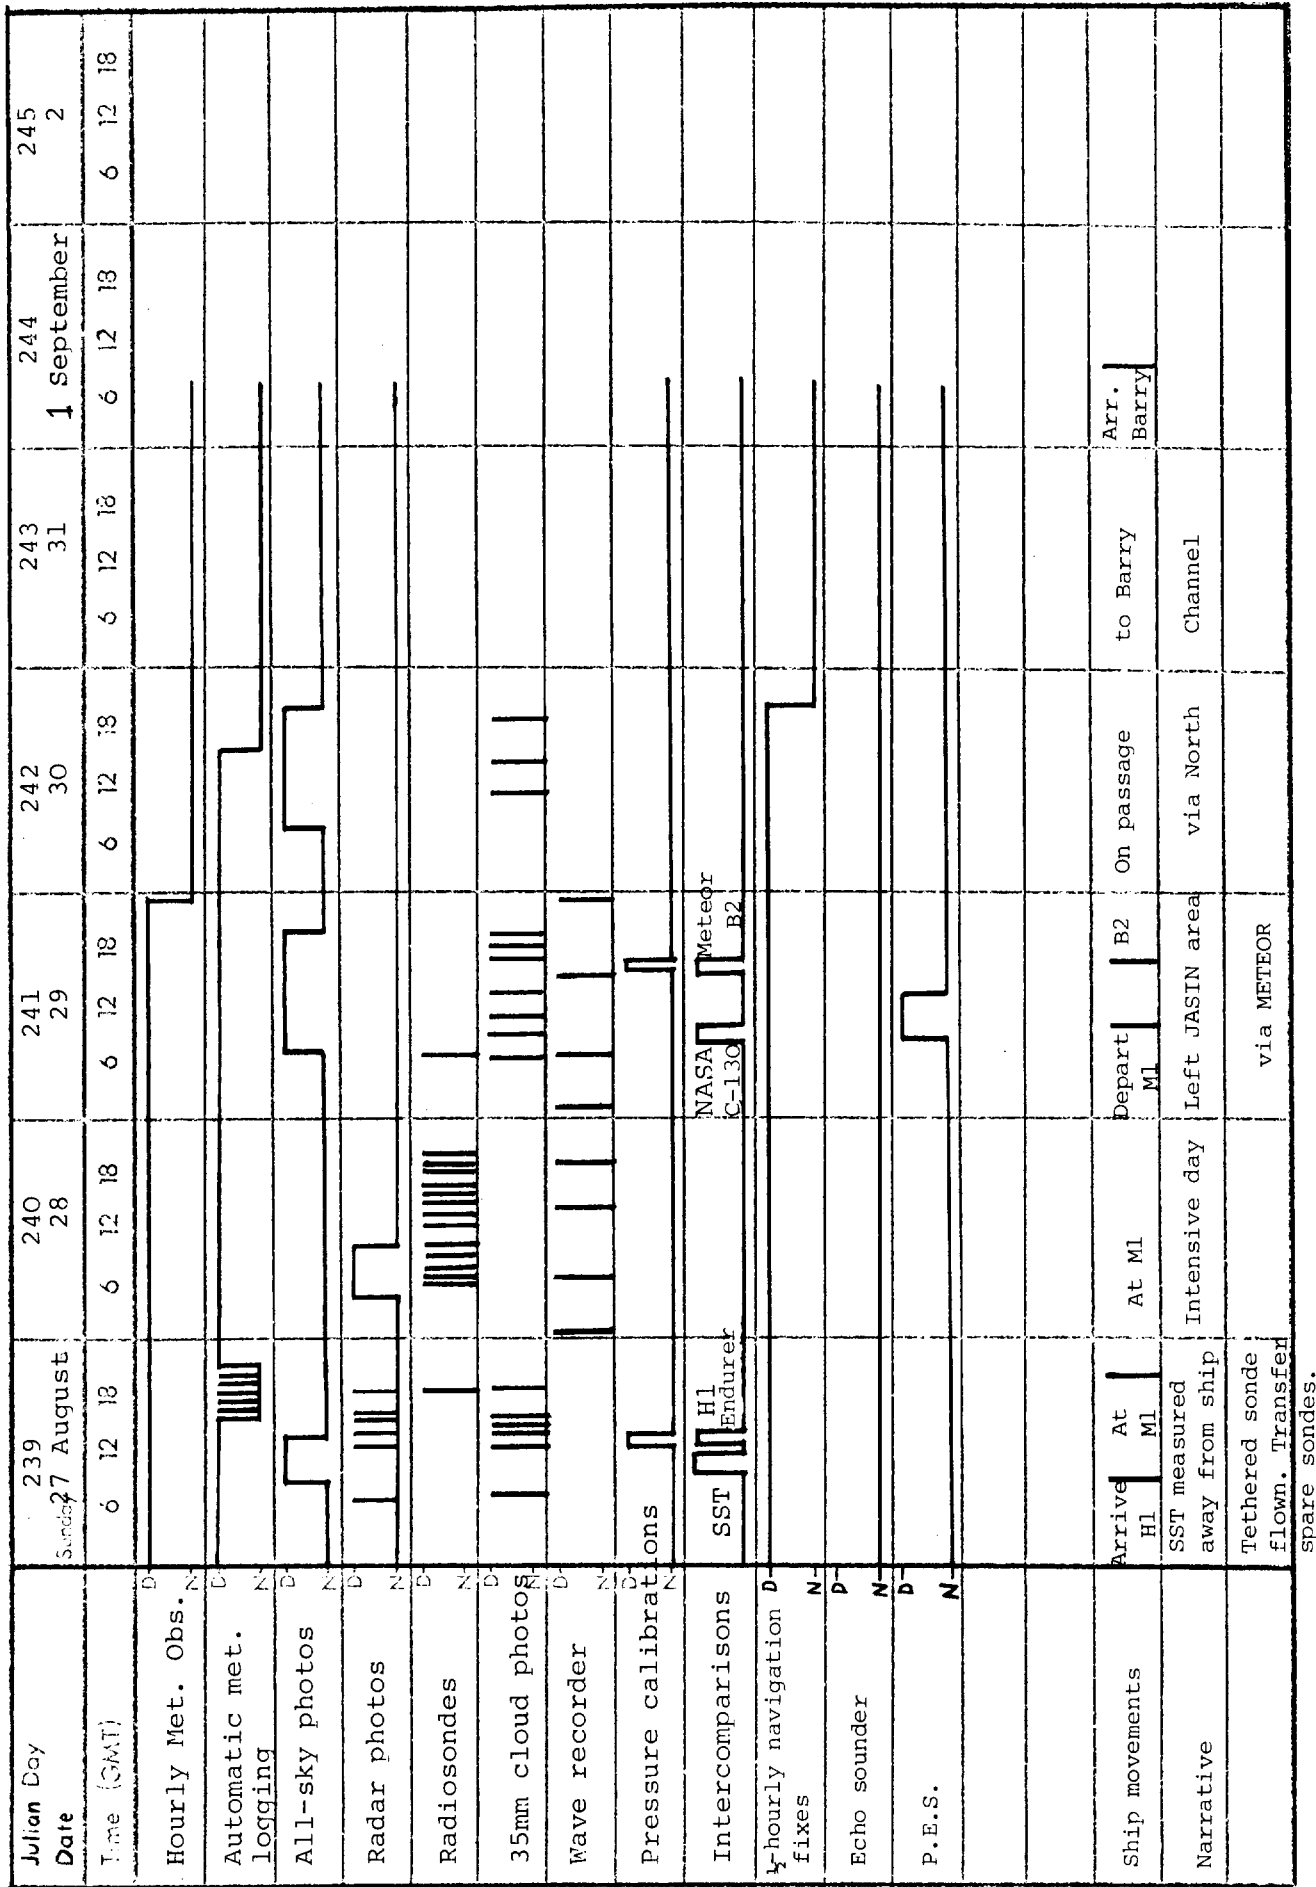 Julian Day 239 240 241 242 243 244 245
Date Sunday 27 August 28 29 30 31 1 September 2
Time (GMT) 6 12 18 6 12 18 6 12 18 6 12 18 6 12 18 6 12 18 6 12 18
Hourly Met. Obs. D N
Automatic met.
logging D N
All-sky photos D N
Radar photos D N
Radiosondes D N
35mm cloud photos D N
Wave recorder
Pressure calibrations D N
Intercomparisons SST H1 Endurer NASA C-130 Meteor B2
½-hourly navigation
fixes D N
Echo sounder D N
P.E.S. D N
Ship movements Arrive H1 At M1 At M1 Depart M1 B2 On passage to Barry Arr. Barry
Narrative SST measured away from ship Intensive day Left JASIN area via North Channel
Tethered sonde flown. Transfer spare sondes. via METEOR